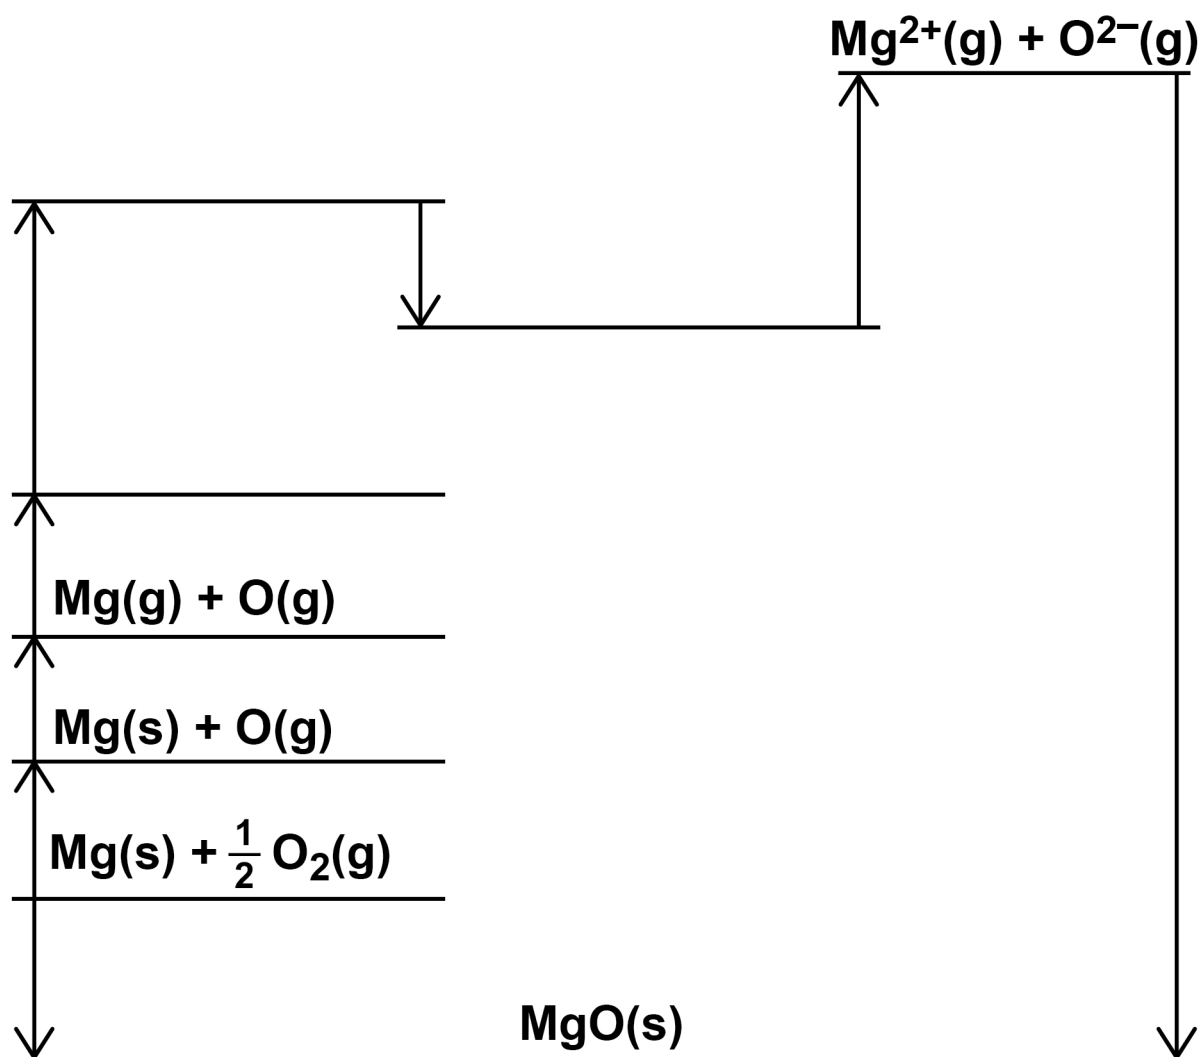 Mg²⁺(g) + O²⁻(g)
Mg(g) + O(g)
Mg(s) + O(g)
Mg(s) + ½ O₂(g)
MgO(s)